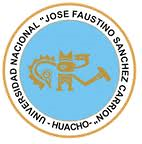 UNIVERSIDAD NACIONAL "JOSE FAUSTINO SANCHEZ CARRION"
- HUACHO -